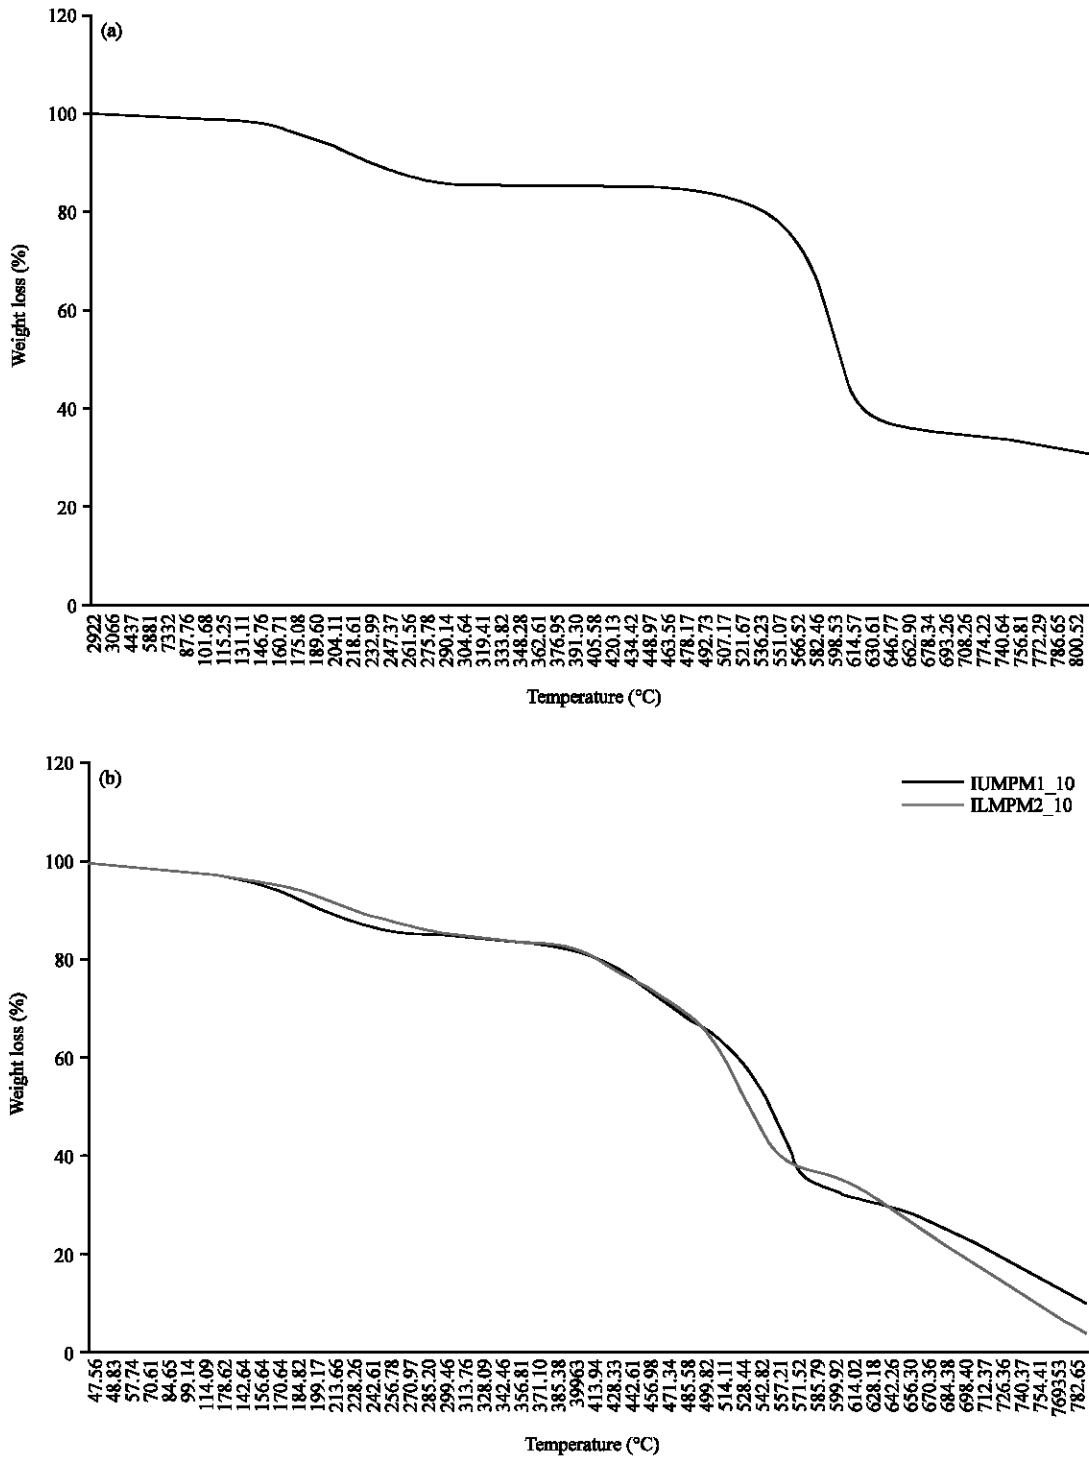 (a)
120
100
80
60
40
20
0
Weight loss (%)
2922 3066 4437 5881 7332 87.76 101.68 115.25 131.11 146.76 160.71 175.08 189.60 204.11 218.61 232.99 247.37 261.56 275.78 290.14 304.64 319.41 333.82 348.28 362.61 376.95 391.30 405.58 420.13 434.42 448.97 463.56 478.17 492.73 507.17 521.67 536.23 551.07 566.52 582.46 598.53 614.57 630.61 646.77 662.90 678.34 693.26 708.26 774.22 740.64 756.81 772.29 786.65 800.52
Temperature (°C)
(b)
IUMPM1_10
ILMPM2_10
120
100
80
60
40
20
0
Weight loss (%)
47.56 48.83 57.74 70.61 84.65 99.14 114.09 178.62 142.64 156.64 170.64 184.82 199.17 213.66 228.26 242.61 256.78 270.97 285.20 299.46 313.76 328.09 342.46 356.81 371.10 385.38 39963 413.94 428.33 442.61 456.98 471.34 485.58 499.82 514.11 528.44 542.82 557.21 571.52 585.79 599.92 614.02 628.18 642.26 656.30 670.36 684.38 698.40 712.37 726.36 740.37 754.41 769353 782.65
Temperature (°C)